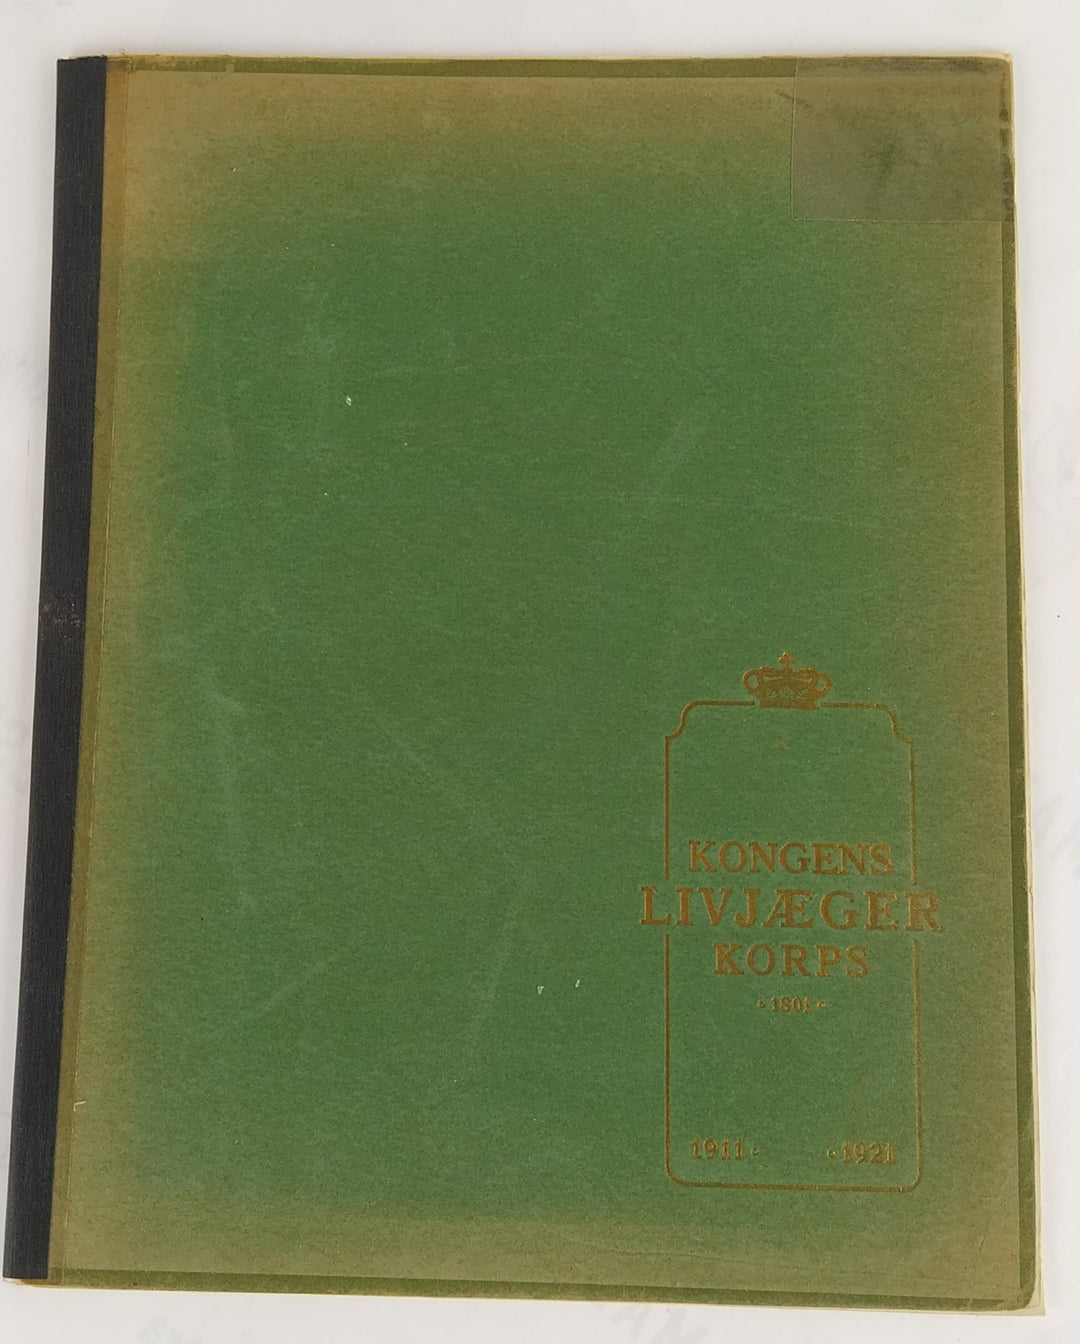 KONGENS
LIVJÆGER
KORPS
- 1801 -
1911 - - 1921